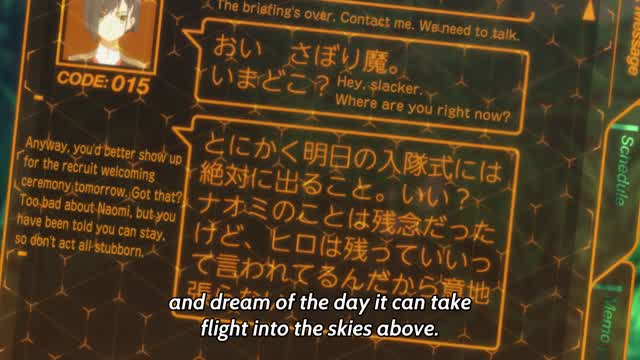 The briefing's over. Contact me. We need to talk.
おい　さぼり魔。
いまどこ？
Hey, slacker.
Where are you right now?
CODE: 015
Anyway, you'd better show up
for the recruit welcoming
ceremony tomorrow. Got that?
Too bad about Naomi, but you
have been told you can stay,
so don't act all stubborn.
とにかく明日の入隊式には
絶対に出ること。いい？
ナオミのことは残念だった
けど、ヒロは残っていいっ
て言われてるんだから意地
張らな
Schedule
Memo
and dream of the day it can take
flight into the skies above.